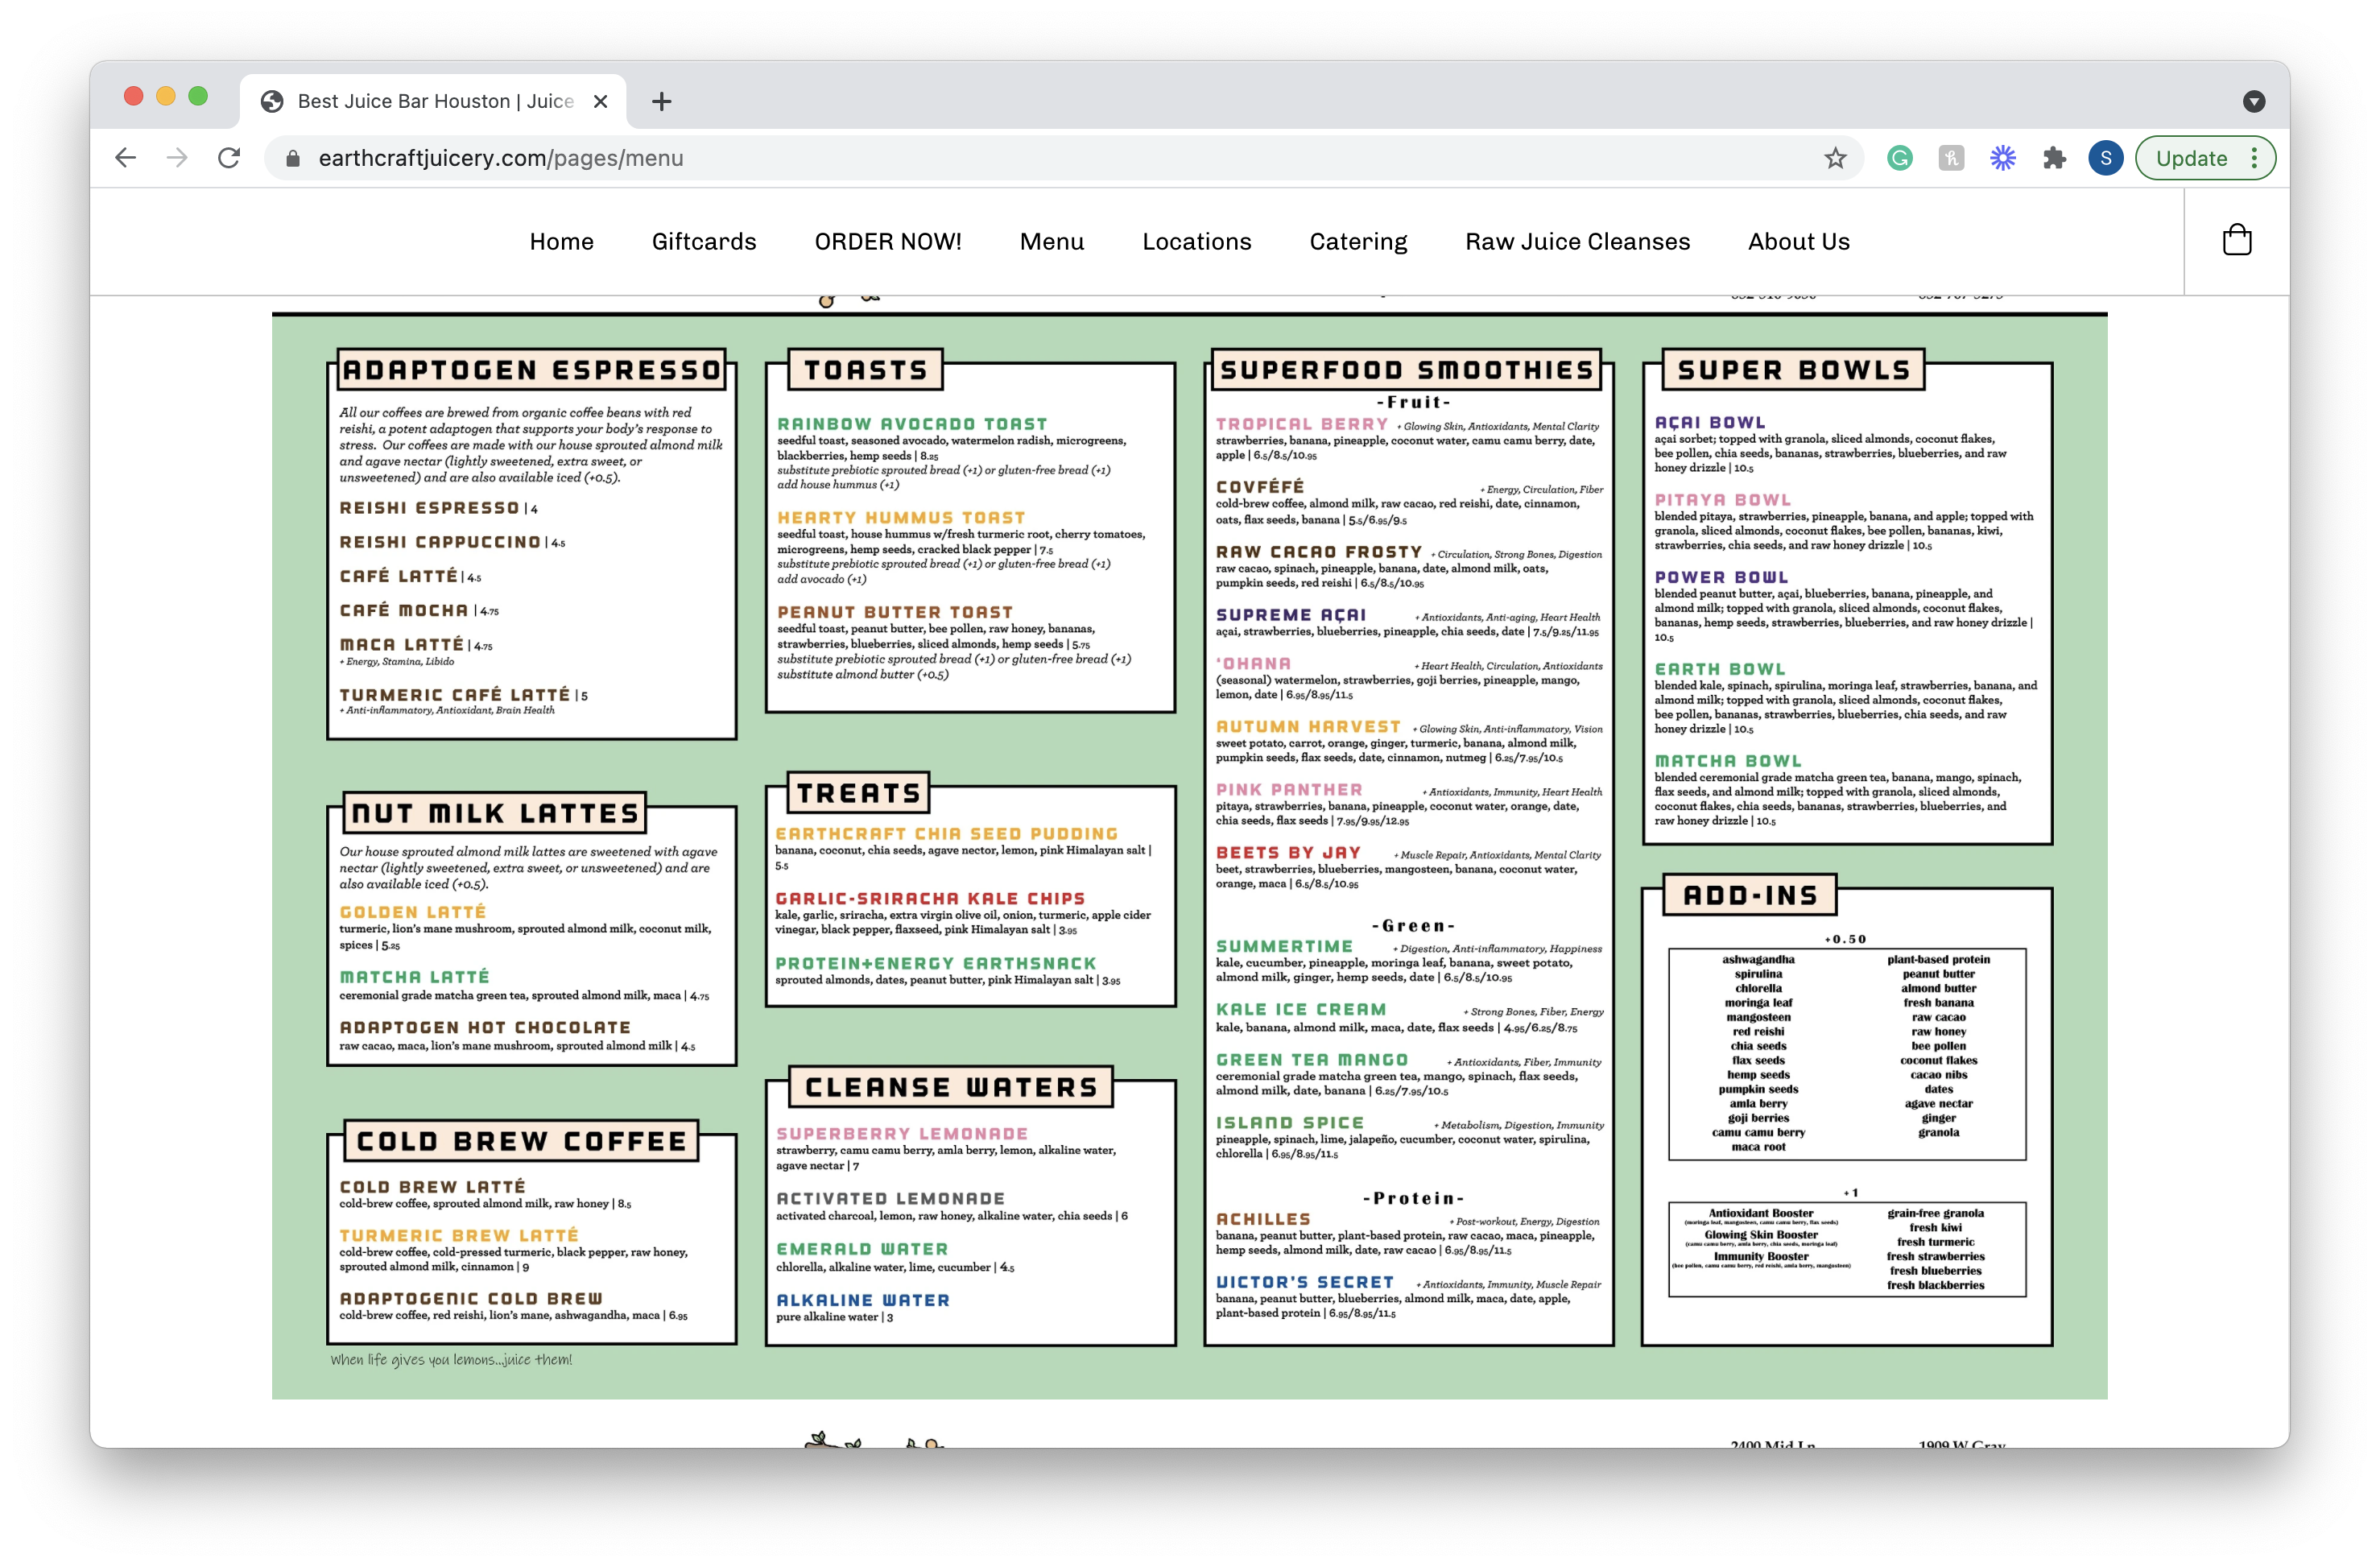 Best Juice Bar Houston | Juice
earthcraftjuicery.com/pages/menu
S
Update
Home
Giftcards
ORDER NOW!
Menu
Locations
Catering
Raw Juice Cleanses
About Us
ADAPTOGEN ESPRESSO
All our coffees are brewed from organic coffee beans with red
reishi, a potent adaptogen that supports your body's response to
stress. Our coffees are made with our house sprouted almond milk
and agave nectar (lightly sweetened, extra sweet, or
unsweetened) and are also available iced (+0.5).
REISHI ESPRESSO | 4
REISHI CAPPUCCINO | 4.5
CAFÉ LATTÉ | 4.5
CAFÉ MOCHA | 4.75
MACA LATTÉ | 4.75
+ Energy, Stamina, Libido
TURMERIC CAFÉ LATTÉ | 5
+ Anti-inflammatory, Antioxidant, Brain Health
NUT MILK LATTES
Our house sprouted almond milk lattes are sweetened with agave
nectar (lightly sweetened, extra sweet, or unsweetened) and are
also available iced (+0.5).
GOLDEN LATTÉ
turmeric, lion's mane mushroom, sprouted almond milk, coconut milk,
spices | 5.25
MATCHA LATTÉ
ceremonial grade matcha green tea, sprouted almond milk, maca | 4.75
ADAPTOGEN HOT CHOCOLATE
raw cacao, maca, lion's mane mushroom, sprouted almond milk | 4.5
COLD BREW COFFEE
COLD BREW LATTÉ
cold-brew coffee, sprouted almond milk, raw honey | 8.5
TURMERIC BREW LATTÉ
cold-brew coffee, cold-pressed turmeric, black pepper, raw honey,
sprouted almond milk, cinnamon | 9
ADAPTOGENIC COLD BREW
cold-brew coffee, red reishi, lion's mane, ashwagandha, maca | 6.95
When life gives you lemons...juice them!
TOASTS
RAINBOW AVOCADO TOAST
seedful toast, seasoned avocado, watermelon radish, microgreens,
blackberries, hemp seeds | 8.25
substitute prebiotic sprouted bread (+1) or gluten-free bread (+1)
add house hummus (+1)
HEARTY HUMMUS TOAST
seedful toast, house hummus w/fresh turmeric root, cherry tomatoes,
microgreens, hemp seeds, cracked black pepper | 7.5
substitute prebiotic sprouted bread (+1) or gluten-free bread (+1)
add avocado (+1)
PEANUT BUTTER TOAST
seedful toast, peanut butter, bee pollen, raw honey, bananas,
strawberries, blueberries, sliced almonds, hemp seeds | 5.75
substitute prebiotic sprouted bread (+1) or gluten-free bread (+1)
substitute almond butter (+0.5)
TREATS
EARTHCRAFT CHIA SEED PUDDING
banana, coconut, chia seeds, agave nector, lemon, pink Himalayan salt |
5.5
GARLIC-SRIRACHA KALE CHIPS
kale, garlic, sriracha, extra virgin olive oil, onion, turmeric, apple cider
vinegar, black pepper, flaxseed, pink Himalayan salt | 3.95
PROTEIN+ENERGY EARTHSNACK
sprouted almonds, dates, peanut butter, pink Himalayan salt | 3.95
CLEANSE WATERS
SUPERBERRY LEMONADE
strawberry, camu camu berry, amla berry, lemon, alkaline water,
agave nectar | 7
ACTIVATED LEMONADE
activated charcoal, lemon, raw honey, alkaline water, chia seeds | 6
EMERALD WATER
chlorella, alkaline water, lime, cucumber | 4.5
ALKALINE WATER
pure alkaline water | 3
SUPERFOOD SMOOTHIES
-Fruit-
TROPICAL BERRY + Glowing Skin, Antioxidants, Mental Clarity
strawberries, banana, pineapple, coconut water, camu camu berry, date,
apple | 6.5/8.5/10.95
COVFÉFÉ + Energy, Circulation, Fiber
cold-brew coffee, almond milk, raw cacao, red reishi, date, cinnamon,
oats, flax seeds, banana | 5.5/6.95/9.5
RAW CACAO FROSTY + Circulation, Strong Bones, Digestion
raw cacao, spinach, pineapple, banana, date, almond milk, oats,
pumpkin seeds, red reishi | 6.5/8.5/10.95
SUPREME AÇAI + Antioxidants, Anti-aging, Heart Health
açai, strawberries, blueberries, pineapple, chia seeds, date | 7.5/9.25/11.95
'OHANA + Heart Health, Circulation, Antioxidants
(seasonal) watermelon, strawberries, goji berries, pineapple, mango,
lemon, date | 6.95/8.95/11.5
AUTUMN HARVEST + Glowing Skin, Anti-inflammatory, Vision
sweet potato, carrot, orange, ginger, turmeric, banana, almond milk,
pumpkin seeds, flax seeds, date, cinnamon, nutmeg | 6.25/7.95/10.5
PINK PANTHER + Antioxidants, Immunity, Heart Health
pitaya, strawberries, banana, pineapple, coconut water, orange, date,
chia seeds, flax seeds | 7.95/9.95/12.95
BEETS BY JAY + Muscle Repair, Antioxidants, Mental Clarity
beet, strawberries, blueberries, mangosteen, banana, coconut water,
orange, maca | 6.5/8.5/10.95
-Green-
SUMMERTIME + Digestion, Anti-inflammatory, Happiness
kale, cucumber, pineapple, moringa leaf, banana, sweet potato,
almond milk, ginger, hemp seeds, date | 6.5/8.5/10.95
KALE ICE CREAM + Strong Bones, Fiber, Energy
kale, banana, almond milk, maca, date, flax seeds | 4.95/6.25/8.75
GREEN TEA MANGO + Antioxidants, Fiber, Immunity
ceremonial grade matcha green tea, mango, spinach, flax seeds,
almond milk, date, banana | 6.25/7.95/10.5
ISLAND SPICE + Metabolism, Digestion, Immunity
pineapple, spinach, lime, jalapeño, cucumber, coconut water, spirulina,
chlorella | 6.95/8.95/11.5
-Protein-
ACHILLES + Post-workout, Energy, Digestion
banana, peanut butter, plant-based protein, raw cacao, maca, pineapple,
hemp seeds, almond milk, date, raw cacao | 6.95/8.95/11.5
VICTOR'S SECRET + Antioxidants, Immunity, Muscle Repair
banana, peanut butter, blueberries, almond milk, maca, date, apple,
plant-based protein | 6.95/8.95/11.5
SUPER BOWLS
AÇAI BOWL
açai sorbet; topped with granola, sliced almonds, coconut flakes,
bee pollen, chia seeds, bananas, strawberries, blueberries, and raw
honey drizzle | 10.5
PITAYA BOWL
blended pitaya, strawberries, pineapple, banana, and apple; topped with
granola, sliced almonds, coconut flakes, bee pollen, bananas, kiwi,
strawberries, chia seeds, and raw honey drizzle | 10.5
POWER BOWL
blended peanut butter, açai, blueberries, banana, pineapple, and
almond milk; topped with granola, sliced almonds, coconut flakes,
bananas, hemp seeds, strawberries, blueberries, and raw honey drizzle |
10.5
EARTH BOWL
blended kale, spinach, spirulina, moringa leaf, strawberries, banana, and
almond milk; topped with granola, sliced almonds, coconut flakes,
bee pollen, bananas, strawberries, blueberries, chia seeds, and raw
honey drizzle | 10.5
MATCHA BOWL
blended ceremonial grade matcha green tea, banana, mango, spinach,
flax seeds, and almond milk; topped with granola, sliced almonds,
coconut flakes, chia seeds, bananas, strawberries, blueberries, and
raw honey drizzle | 10.5
ADD-INS
+0.50
ashwagandha
spirulina
chlorella
moringa leaf
mangosteen
red reishi
chia seeds
flax seeds
hemp seeds
pumpkin seeds
amla berry
goji berries
camu camu berry
maca root
plant-based protein
peanut butter
almond butter
fresh banana
raw cacao
raw honey
bee pollen
coconut flakes
cacao nibs
dates
agave nectar
ginger
granola
+1
Antioxidant Booster
(moringa leaf, mangosteen, camu camu berry, flax seeds)
Glowing Skin Booster
(camu camu berry, amla berry, chia seeds, moringa leaf)
Immunity Booster
(bee pollen, camu camu berry, red reishi, amla berry, mangosteen)
grain-free granola
fresh kiwi
fresh turmeric
fresh strawberries
fresh blueberries
fresh blackberries
2400 Mid Ln
1909 W Gray